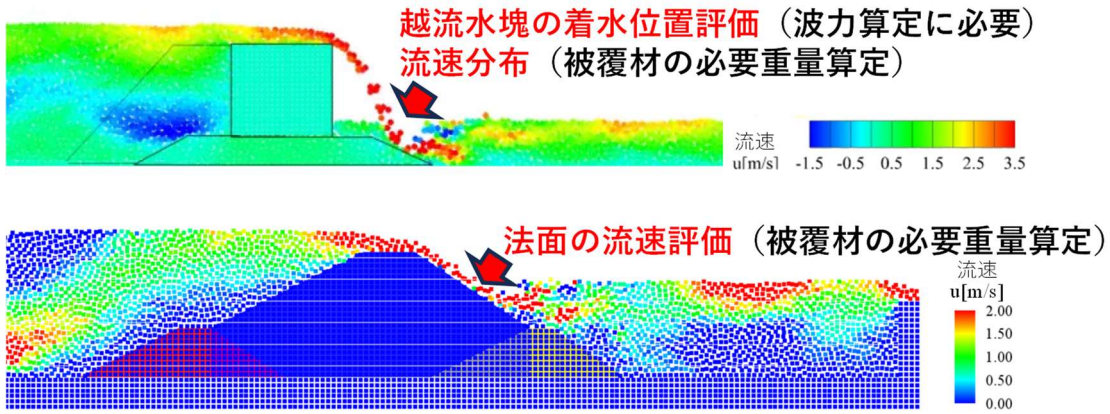 越流水塊の着水位置評価（波力算定に必要）
流速分布（被覆材の必要重量算定）
流速
u[m/s]
-1.5 -0.5 0.5 1.5 2.5 3.5
法面の流速評価（被覆材の必要重量算定）
流速
u[m/s]
2.00
1.50
1.00
0.50
0.00